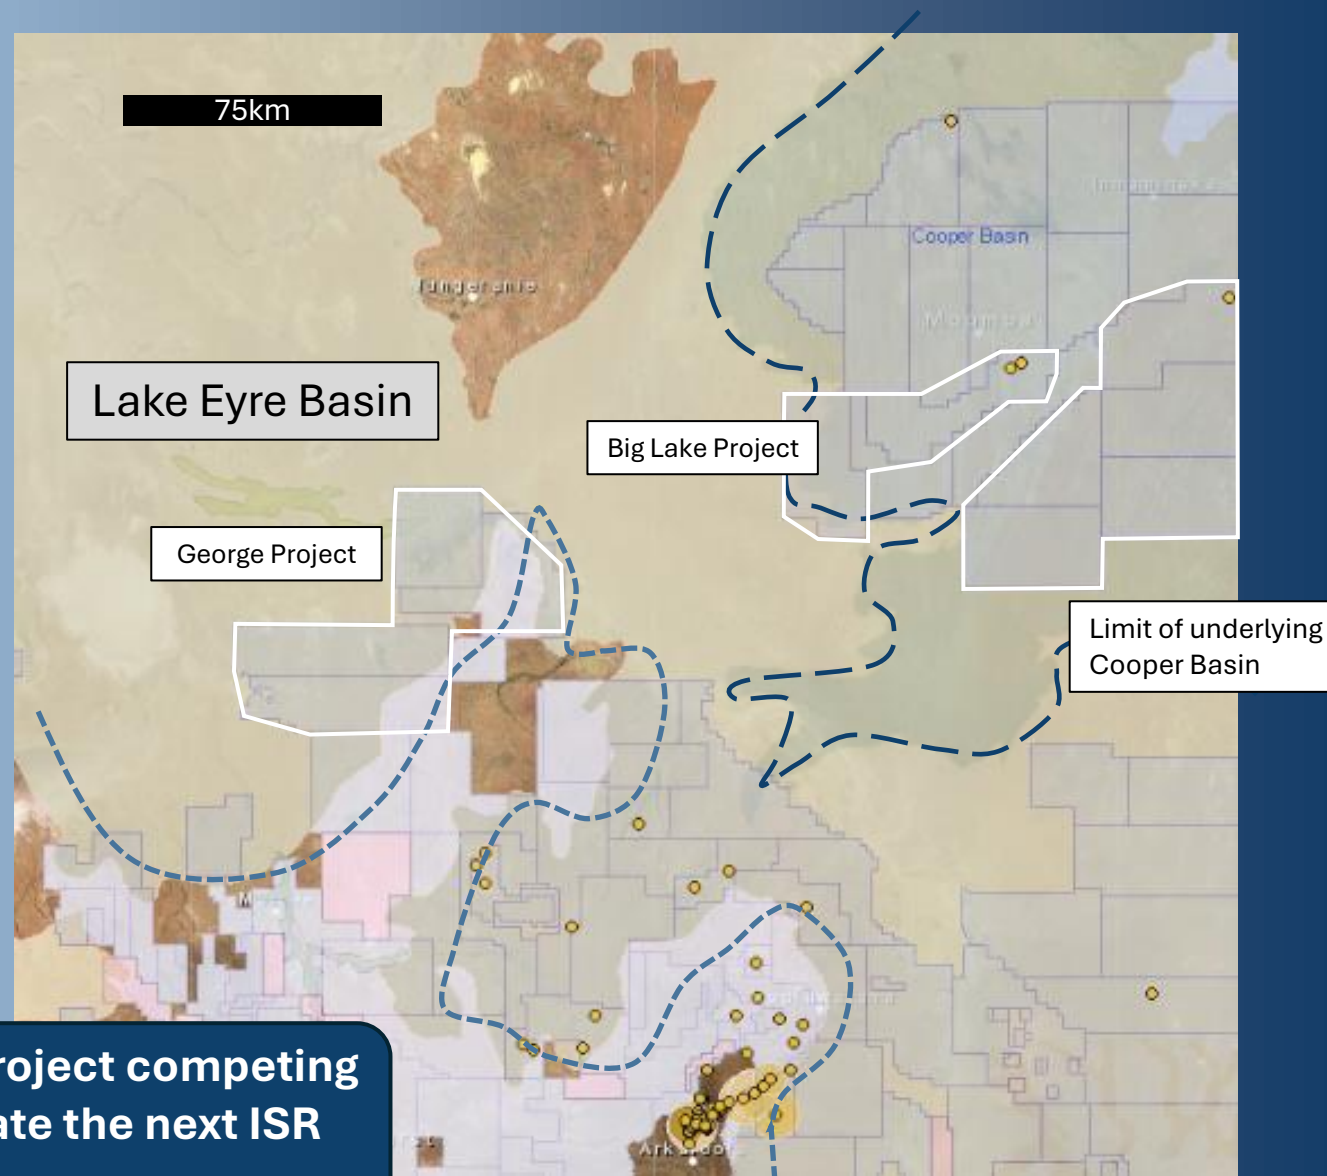 75km
Cooper Basin
Lake Eyre Basin
Big Lake Project
George Project
Limit of underlying
Cooper Basin
M
roject competing
ate the next ISR